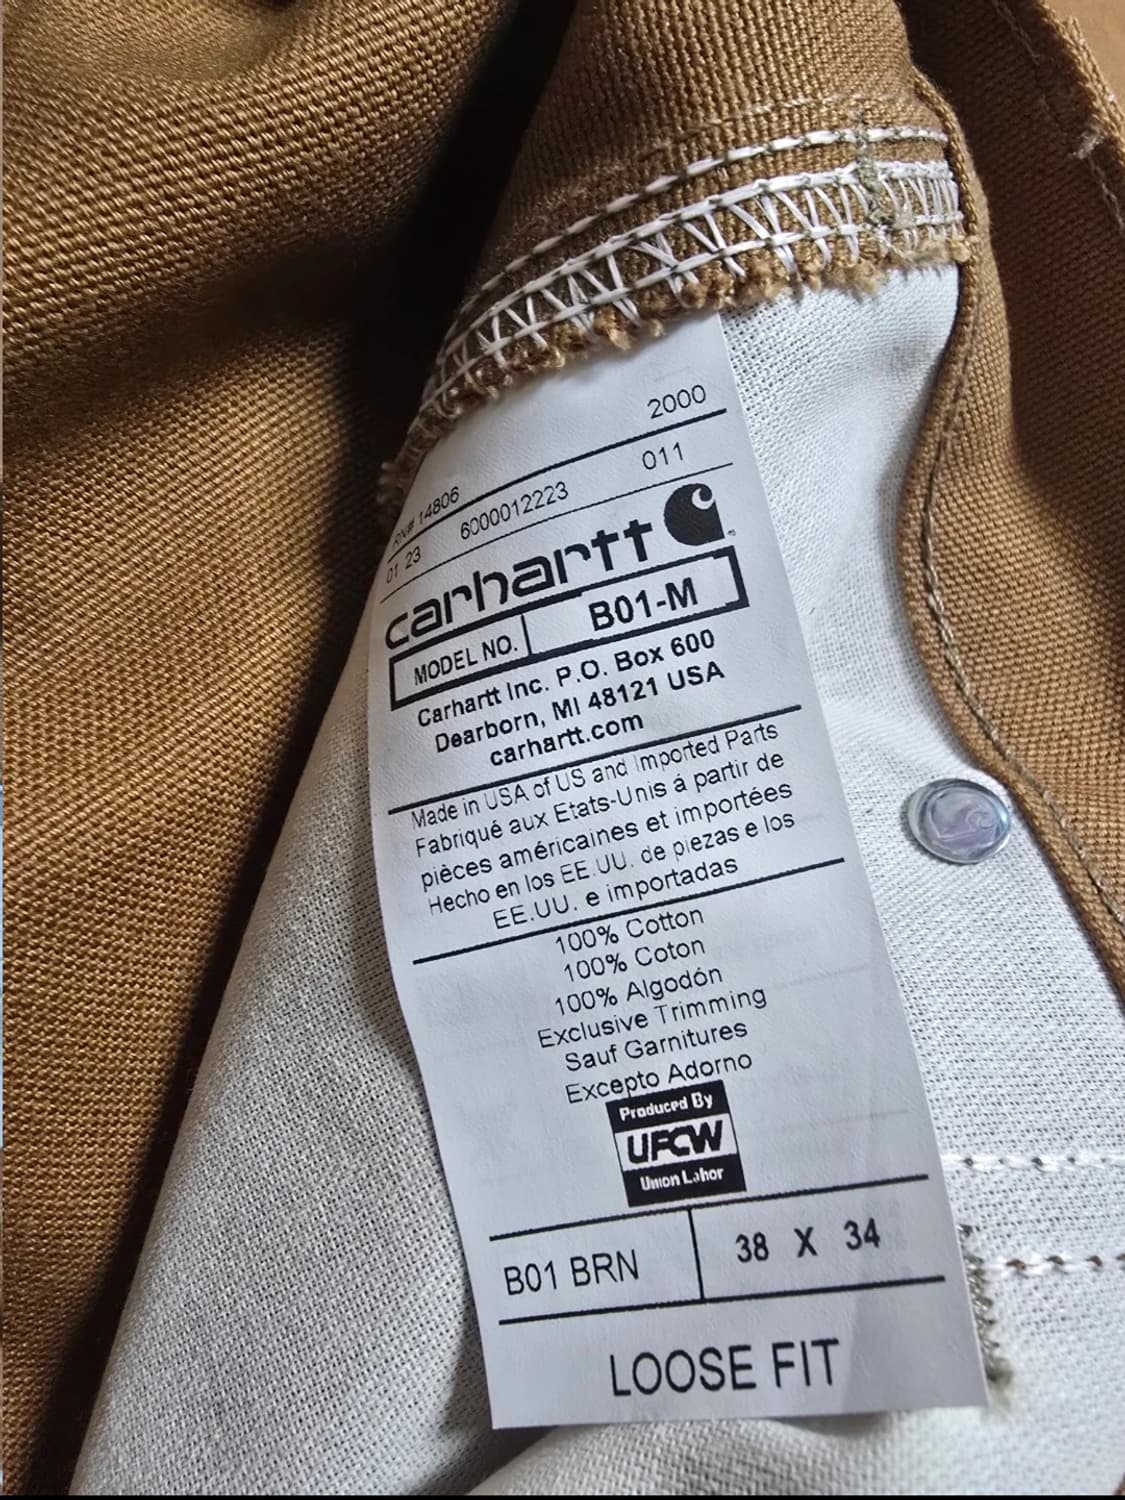 2000
RN# 14806
011
01 23 6000012223
carhartt
MODEL NO. B01-M
Carhartt Inc. P.O. Box 600
Dearborn, MI 48121 USA
carhartt.com
Made in USA of US and Imported Parts
Fabriqué aux Etats-Unis á partir de
pièces américaines et importées
Hecho en los EE.UU. de piezas e los
EE.UU. e importadas
100% Cotton
100% Coton
100% Algodón
Exclusive Trimming
Sauf Garnitures
Excepto Adorno
Produced By
UFCW
Union Labor
B01 BRN 38 X 34
LOOSE FIT